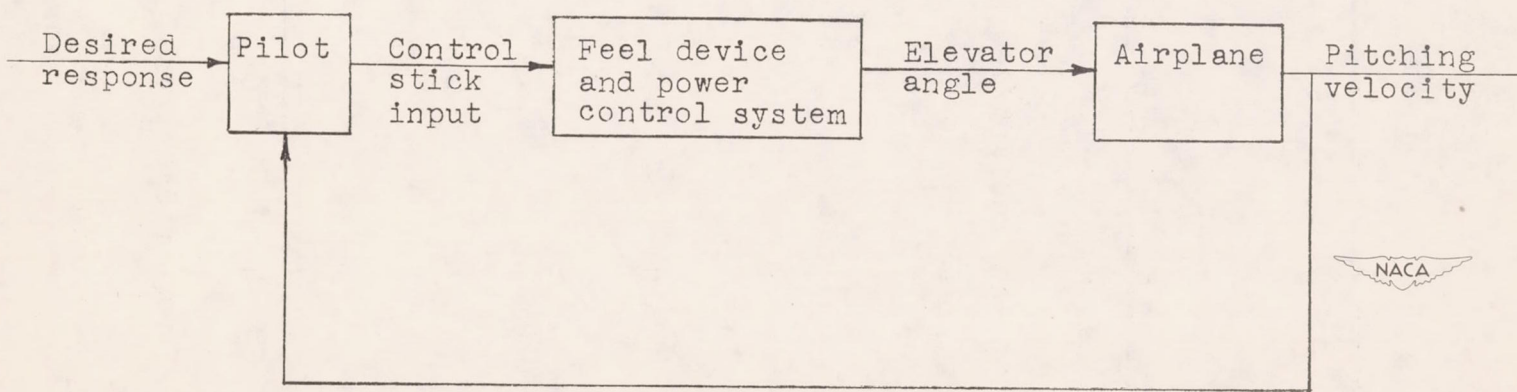 Desired
response
Pilot
Control
stick
input
Feel device
and power
control system
Elevator
angle
Airplane
Pitching
velocity
NACA